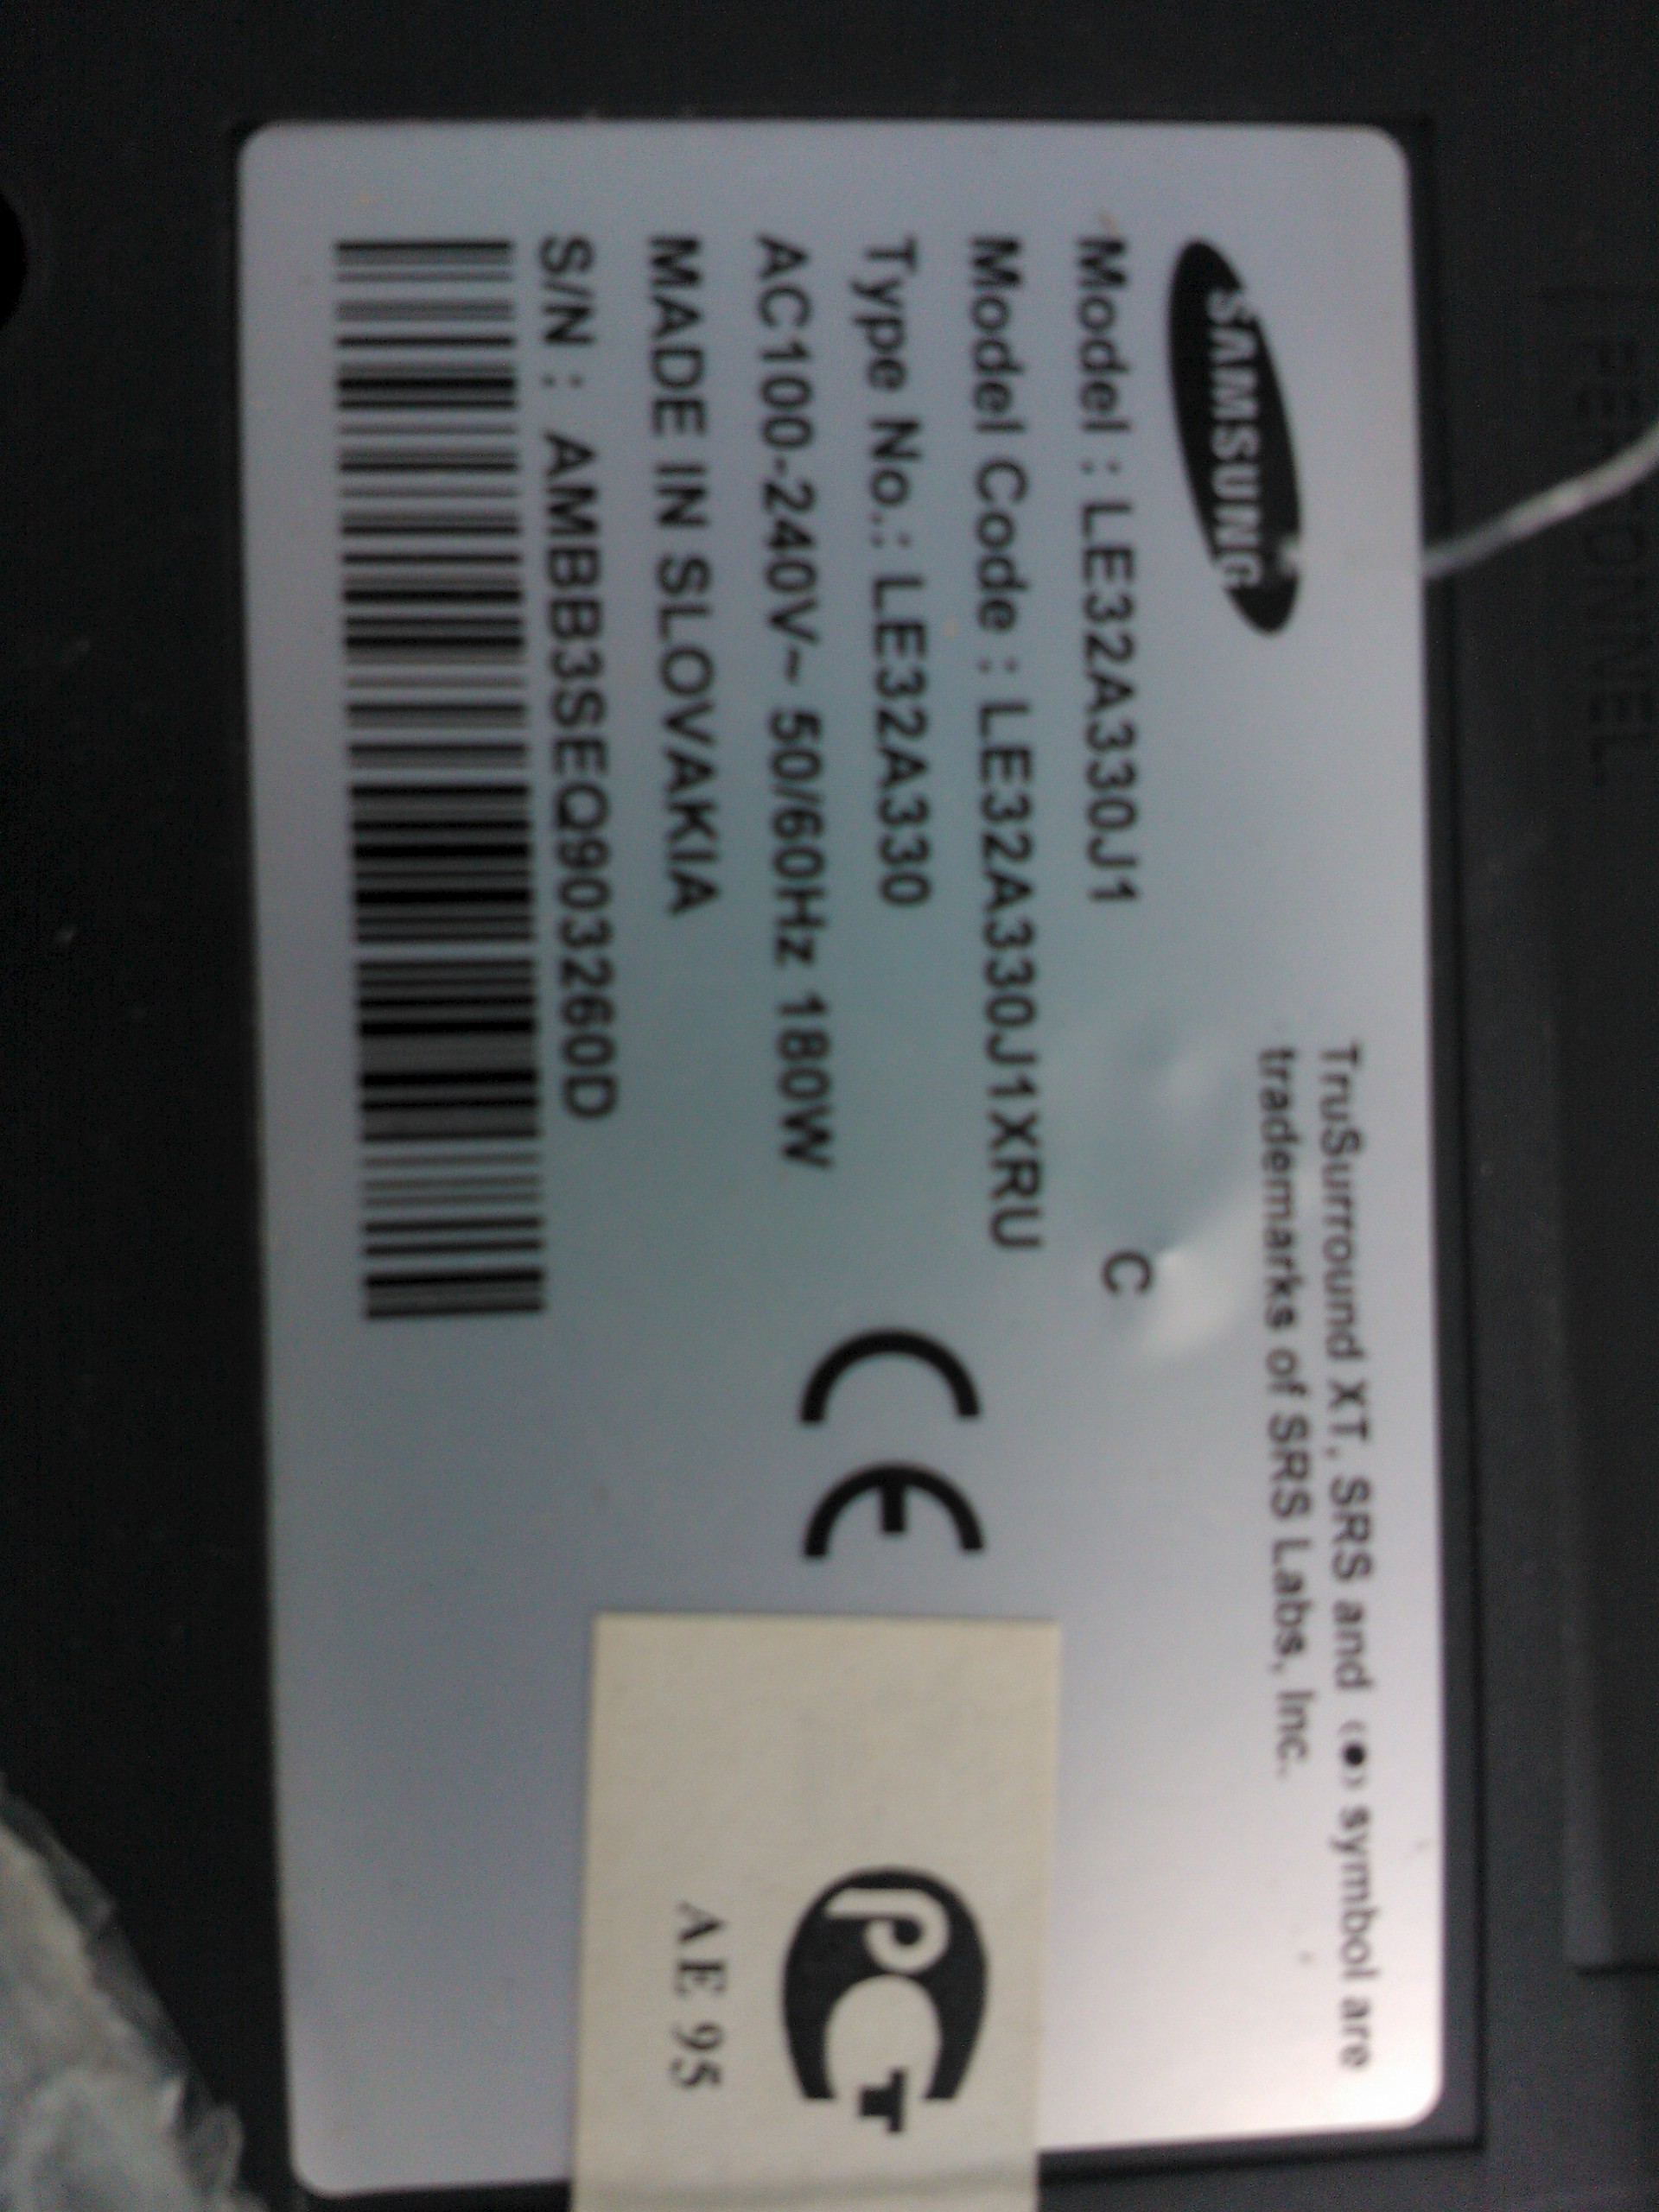 SAMSUNG
TruSurround XT, SRS and (●) symbol are
trademarks of SRS Labs, Inc.
Model : LE32A330J1
C
Model Code : LE32A330J1XRU
Type No.: LE32A330
AC100-240V~ 50/60Hz 180W
MADE IN SLOVAKIA
S/N : AMBB3SEQ903260D
CE
РСТ
AE 95